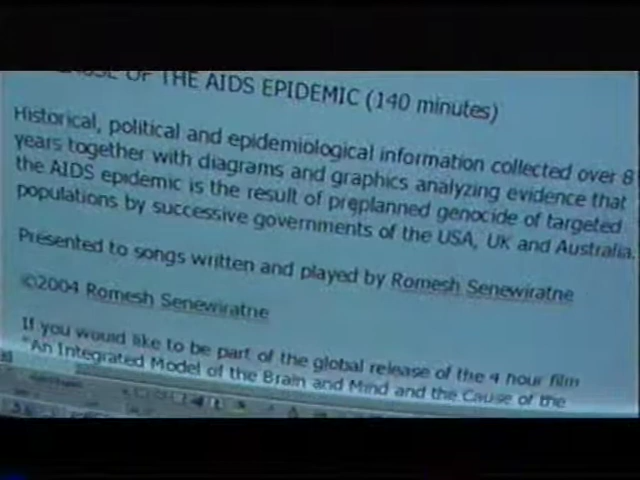 CAUSE OF THE AIDS EPIDEMIC (140 minutes)
Historical, political and epidemiological information collected over 8
years together with diagrams and graphics analyzing evidence that
the AIDS epidemic is the result of preplanned genocide of targeted
populations by successive governments of the USA, UK and Australia.
Presented to songs written and played by Romesh Senewiratne
©2004 Romesh Senewiratne
If you would like to be part of the global release of the 4 hour film
"An Integrated Model of the Brain and Mind and the Cause of the